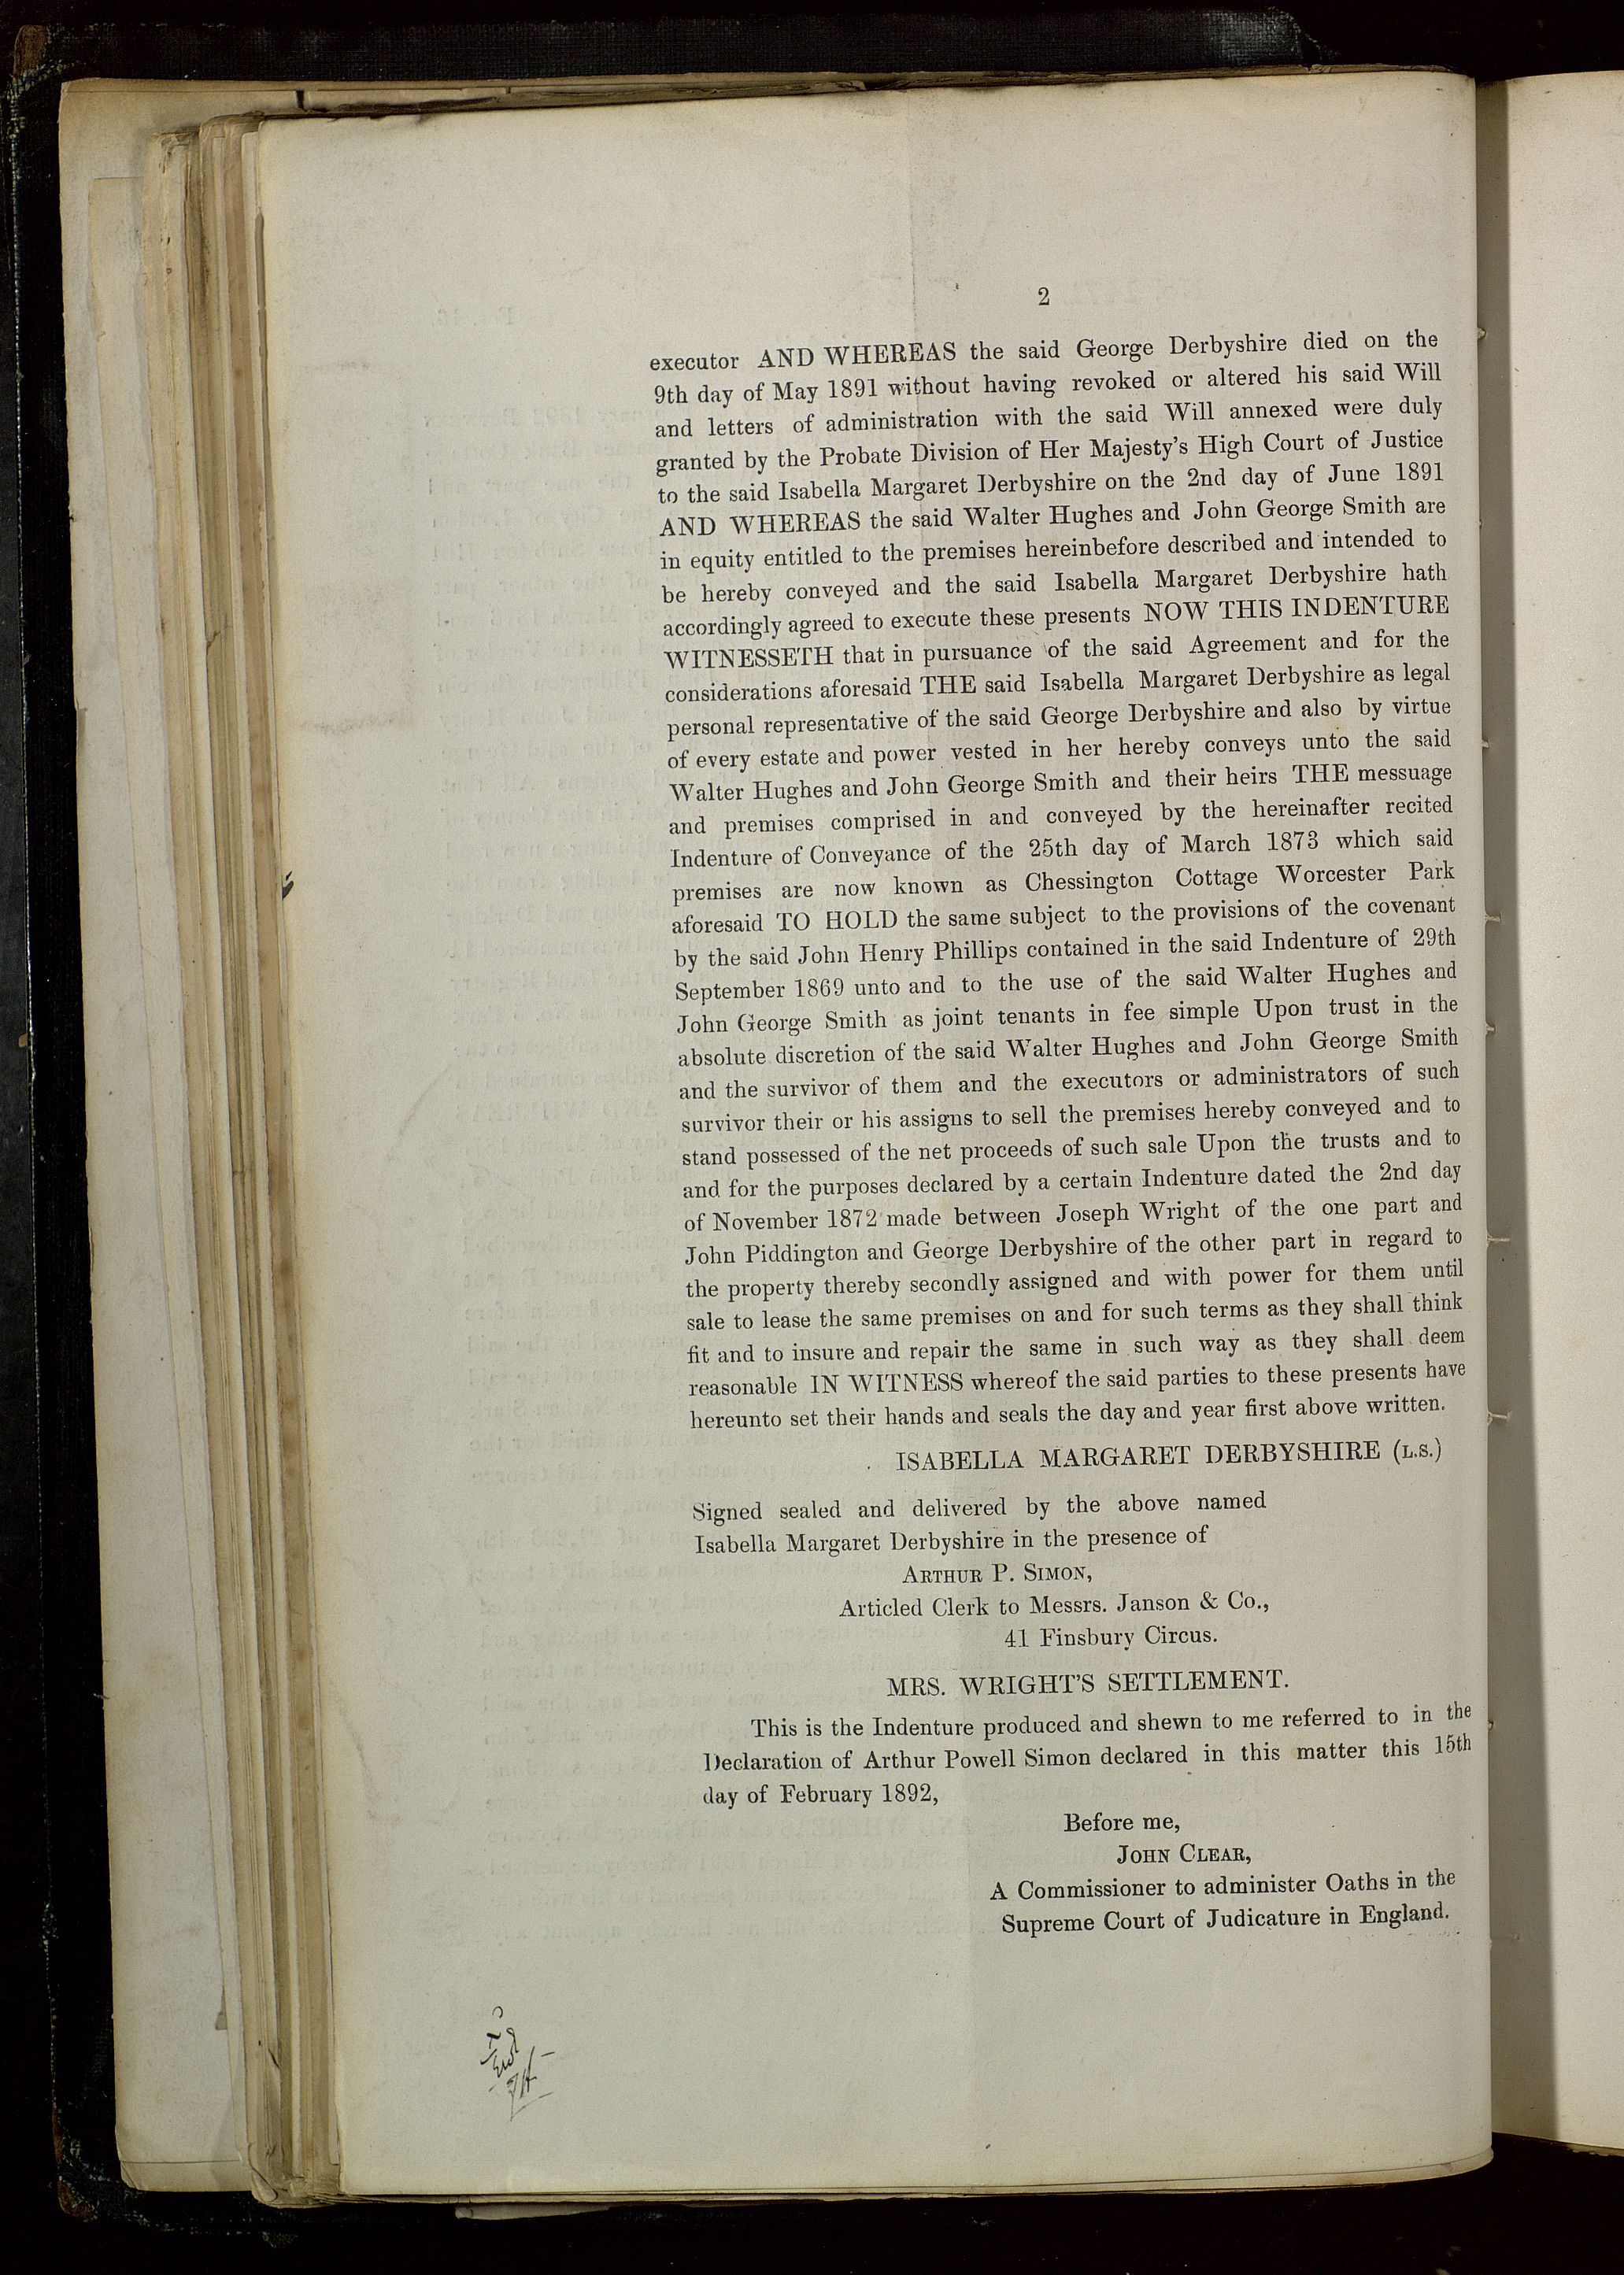 2
executor AND WHEREAS the said George Derbyshire died on the
9th day of May 1891 without having revoked or altered his said Will
and letters of administration with the said Will annexed were duly
granted by the Probate Division of Her Majesty's High Court of Justice
to the said Isabella Margaret Derbyshire on the 2nd day of June 1891
AND WHEREAS the said Walter Hughes and John George Smith are
in equity entitled to the premises hereinbefore described and intended to
be hereby conveyed and the said Isabella Margaret Derbyshire hath
accordingly agreed to execute these presents NOW THIS INDENTURE
WITNESSETH that in pursuance of the said Agreement and for the
considerations aforesaid THE said Isabella Margaret Derbyshire as legal
personal representative of the said George Derbyshire and also by virtue
of every estate and power vested in her hereby conveys unto the said
Walter Hughes and John George Smith and their heirs THE messuage
and premises comprised in and conveyed by the hereinafter recited
Indenture of Conveyance of the 25th day of March 1873 which said
premises are now known as Chessington Cottage Worcester Park
aforesaid TO HOLD the same subject to the provisions of the covenant
by the said John Henry Phillips contained in the said Indenture of 29th
September 1869 unto and to the use of the said Walter Hughes and
John George Smith as joint tenants in fee simple Upon trust in the
absolute discretion of the said Walter Hughes and John George Smith
and the survivor of them and the executors or administrators of such
survivor their or his assigns to sell the premises hereby conveyed and to
stand possessed of the net proceeds of such sale Upon the trusts and to
and for the purposes declared by a certain Indenture dated the 2nd day
of November 1872 made between Joseph Wright of the one part and
John Piddington and George Derbyshire of the other part in regard to
the property thereby secondly assigned and with power for them until
sale to lease the same premises on and for such terms as they shall think
fit and to insure and repair the same in such way as they shall deem
reasonable IN WITNESS whereof the said parties to these presents have
hereunto set their hands and seals the day and year first above written.
ISABELLA MARGARET DERBYSHIRE (L.S.)
Signed sealed and delivered by the above named
Isabella Margaret Derbyshire in the presence of
ARTHUR P. SIMON,
Articled Clerk to Messrs. Janson & Co.,
41 Finsbury Circus.
MRS. WRIGHT'S SETTLEMENT.
This is the Indenture produced and shewn to me referred to in the
Declaration of Arthur Powell Simon declared in this matter this 15th
day of February 1892,
Before me,
JOHN CLEAR,
A Commissioner to administer Oaths in the
Supreme Court of Judicature in England.